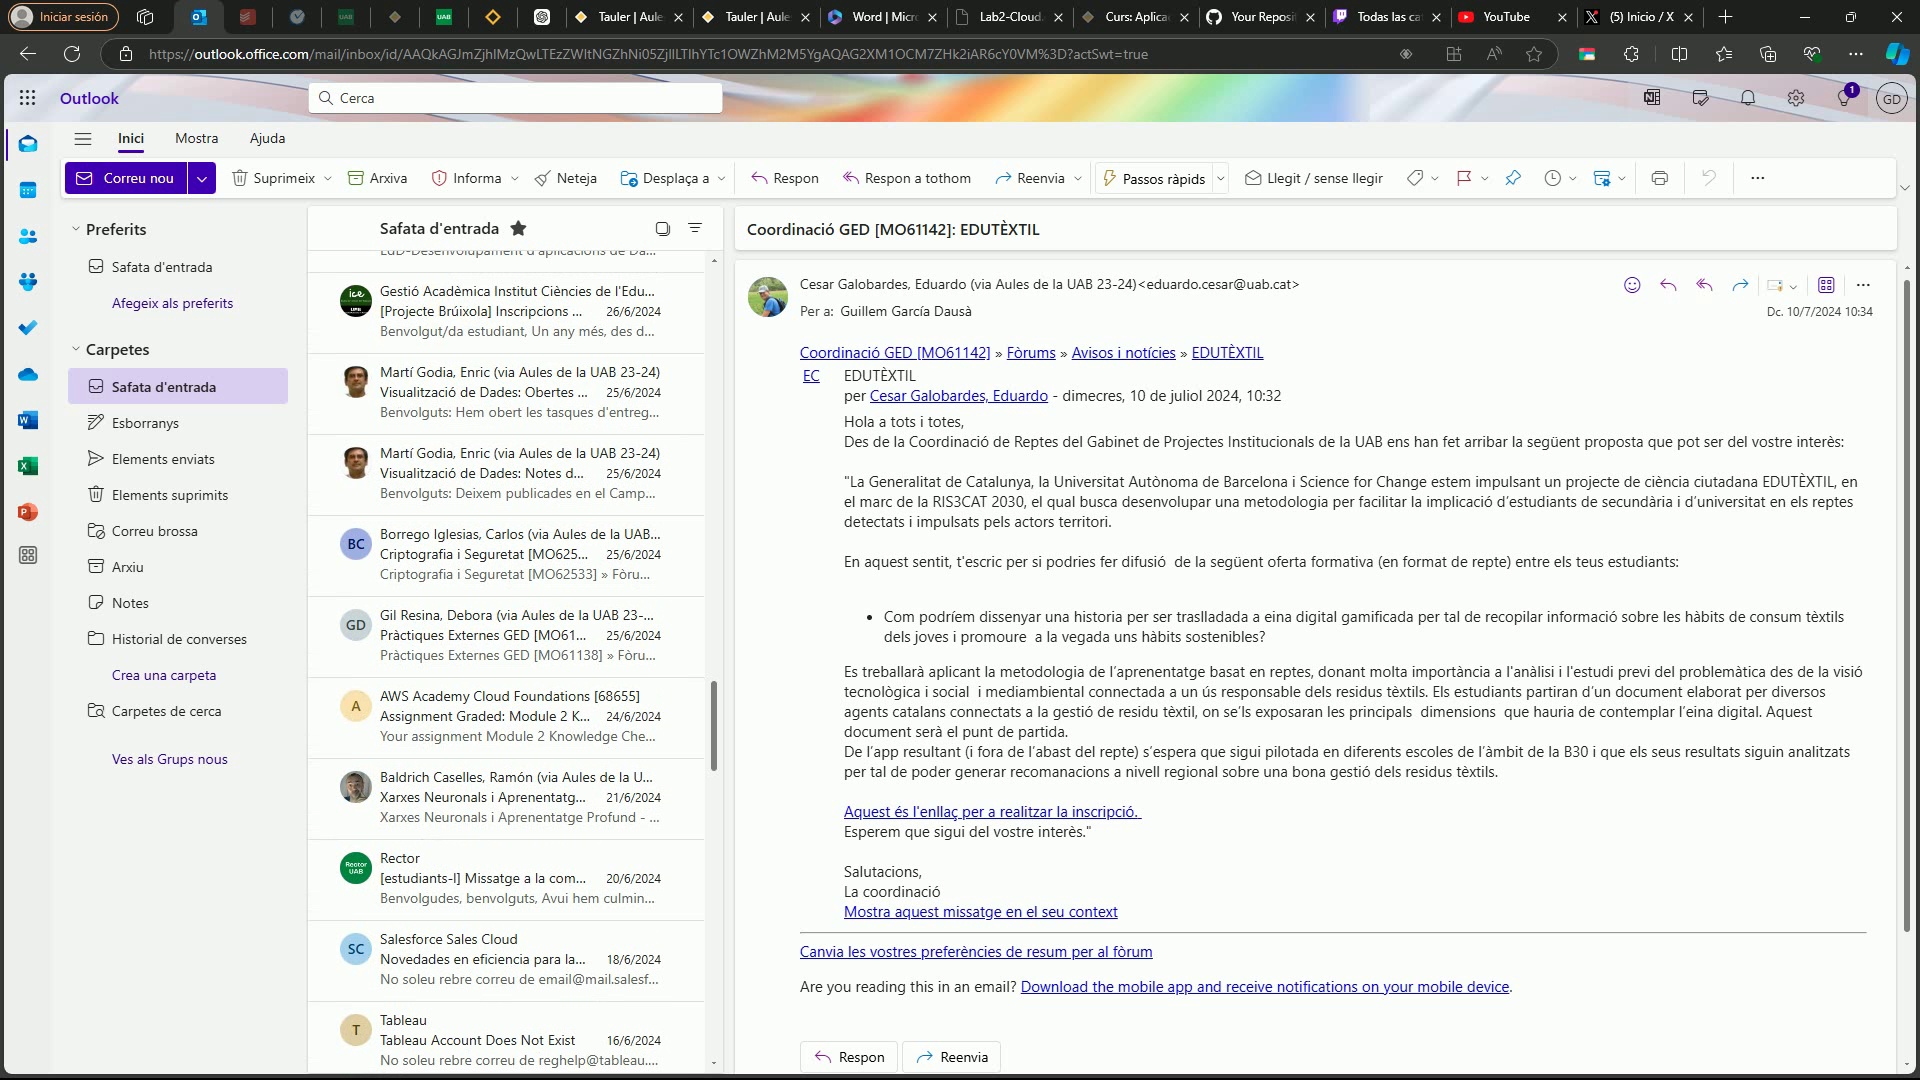 Iniciar sesión
Tauler | Aule
Tauler | Aule
Word | Micr
Lab2-Cloud
Curs: Aplica
Your Reposi
Todas las ca
YouTube
(5) Inicio / X
Outlook
Cerca
1
GD
Inici
Mostra
Ajuda
Correu nou
Suprimeix
Arxiva
Informa
Neteja
Desplaça a
Respon
Respon a tothom
Reenvia
Passos ràpids
Llegit / sense llegir
Preferits
Safata d'entrada
Afegeix als preferits
Carpetes
Safata d'entrada
Esborranys
Elements enviats
Elements suprimits
Correu brossa
Arxiu
Notes
Historial de converses
Crea una carpeta
Carpetes de cerca
Ves als Grups nous
Safata d'entrada
EdD-Desenvolupament d'aplicacions de Da...
Gestió Acadèmica Institut Ciències de l'Edu...
[Projecte Brúixola] Inscripcions ... 26/6/2024
Benvolgut/da estudiant, Un any més, des d...
Martí Godia, Enric (via Aules de la UAB 23-24)
Visualització de Dades: Obertes ... 25/6/2024
Benvolguts: Hem obert les tasques d'entreg...
Martí Godia, Enric (via Aules de la UAB 23-24)
Visualització de Dades: Notes d... 25/6/2024
Benvolguts: Deixem publicades en el Camp...
BC
Borrego Iglesias, Carlos (via Aules de la UAB...
Criptografia i Seguretat [MO625... 25/6/2024
Criptografia i Seguretat [MO62533] » Fòru...
GD
Gil Resina, Debora (via Aules de la UAB 23-...
Pràctiques Externes GED [MO61... 25/6/2024
Pràctiques Externes GED [MO61138] » Fòru...
A
AWS Academy Cloud Foundations [68655]
Assignment Graded: Module 2 K... 24/6/2024
Your assignment Module 2 Knowledge Che...
Baldrich Caselles, Ramón (via Aules de la U...
Xarxes Neuronals i Aprenentatg... 21/6/2024
Xarxes Neuronals i Aprenentatge Profund - ...
Rector UAB
Rector
[estudiants-l] Missatge a la com... 20/6/2024
Benvolgudes, benvolguts, Avui hem culmin...
SC
Salesforce Sales Cloud
Novedades en eficiencia para la... 18/6/2024
No soleu rebre correu de email@mail.salesf...
T
Tableau
Tableau Account Does Not Exist 16/6/2024
No soleu rebre correu de reghelp@tableau....
Coordinació GED [MO61142]: EDUTÈXTIL
Cesar Galobardes, Eduardo (via Aules de la UAB 23-24)<eduardo.cesar@uab.cat>
Per a: Guillem García Dausà
Dc. 10/7/2024 10:34
Coordinació GED [MO61142] » Fòrums » Avisos i notícies » EDUTÈXTIL
EC EDUTÈXTIL
per Cesar Galobardes, Eduardo - dimecres, 10 de juliol 2024, 10:32
Hola a tots i totes,
Des de la Coordinació de Reptes del Gabinet de Projectes Institucionals de la UAB ens han fet arribar la següent proposta que pot ser del vostre interès:
"La Generalitat de Catalunya, la Universitat Autònoma de Barcelona i Science for Change estem impulsant un projecte de ciència ciutadana EDUTÈXTIL, en
el marc de la RIS3CAT 2030, el qual busca desenvolupar una metodologia per facilitar la implicació d'estudiants de secundària i d'universitat en els reptes
detectats i impulsats pels actors territori.
En aquest sentit, t'escric per si podries fer difusió de la següent oferta formativa (en format de repte) entre els teus estudiants:
• Com podríem dissenyar una historia per ser traslladada a eina digital gamificada per tal de recopilar informació sobre les hàbits de consum tèxtils
dels joves i promoure a la vegada uns hàbits sostenibles?
Es treballarà aplicant la metodologia de l'aprenentatge basat en reptes, donant molta importància a l'anàlisi i l'estudi previ del problemàtica des de la visió
tecnològica i social i mediambiental connectada a un ús responsable dels residus tèxtils. Els estudiants partiran d'un document elaborat per diversos
agents catalans connectats a la gestió de residu tèxtil, on se'ls exposaran les principals dimensions que hauria de contemplar l'eina digital. Aquest
document serà el punt de partida.
De l'app resultant (i fora de l'abast del repte) s'espera que sigui pilotada en diferents escoles de l'àmbit de la B30 i que els seus resultats siguin analitzats
per tal de poder generar recomanacions a nivell regional sobre una bona gestió dels residus tèxtils.
Aquest és l'enllaç per a realitzar la inscripció.
Esperem que sigui del vostre interès."
Salutacions,
La coordinació
Mostra aquest missatge en el seu context
Canvia les vostres preferències de resum per al fòrum
Are you reading this in an email? Download the mobile app and receive notifications on your mobile device.
Respon
Reenvia